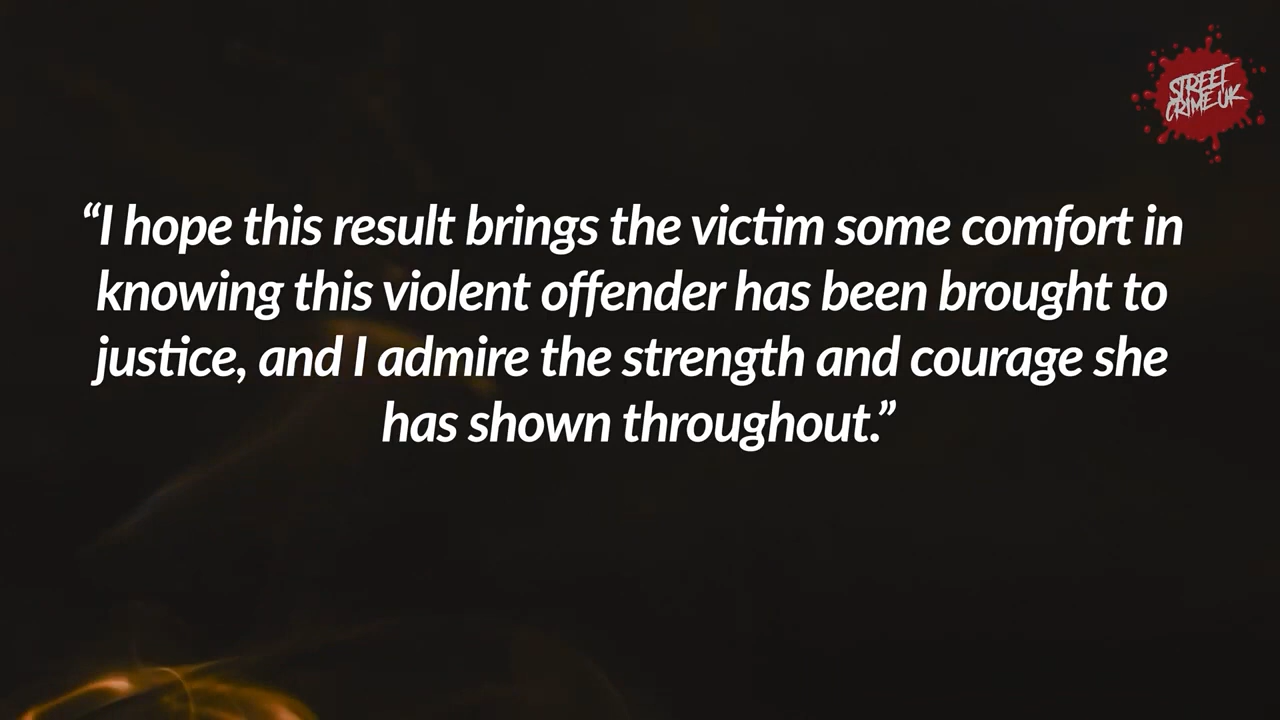 STREET
CRIME UK
“I hope this result brings the victim some comfort in
knowing this violent offender has been brought to
justice, and I admire the strength and courage she
has shown throughout.”